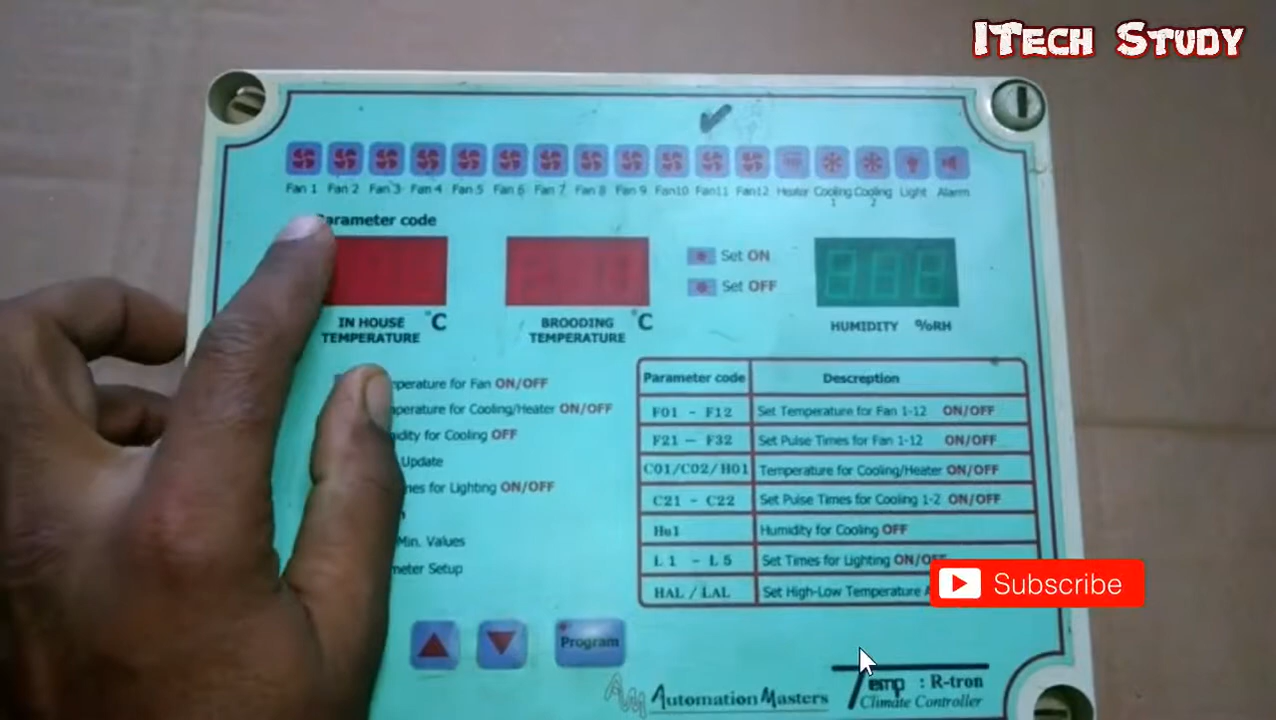 ITech Study
Fan 1 Fan 2 Fan 3 Fan 4 Fan 5 Fan 6 Fan 7 Fan 8 Fan 9 Fan10 Fan11 Fan12 Heater Cooling 1 Cooling 2 Light Alarm
Parameter code
Set ON
Set OFF
IN HOUSE °C
TEMPERATURE
BROODING °C
TEMPERATURE
HUMIDITY %RH
perature for Fan ON/OFF
perature for Cooling/Heater ON/OFF
idity for Cooling OFF
Update
nes for Lighting ON/OFF
Min. Values
meter Setup
Parameter code Descreption
F01 - F12 Set Temperature for Fan 1-12 ON/OFF
F21 - F32 Set Pulse Times for Fan 1-12 ON/OFF
C01/C02/H01 Temperature for Cooling/Heater ON/OFF
C21 - C22 Set Pulse Times for Cooling 1-2 ON/OFF
Hu1 Humidity for Cooling OFF
L 1 - L 5 Set Times for Lighting ON/OFF
HAL / LAL Set High-Low Temperature
Subscribe
Program
Automation Masters
Temp : R-tron
Climate Controller